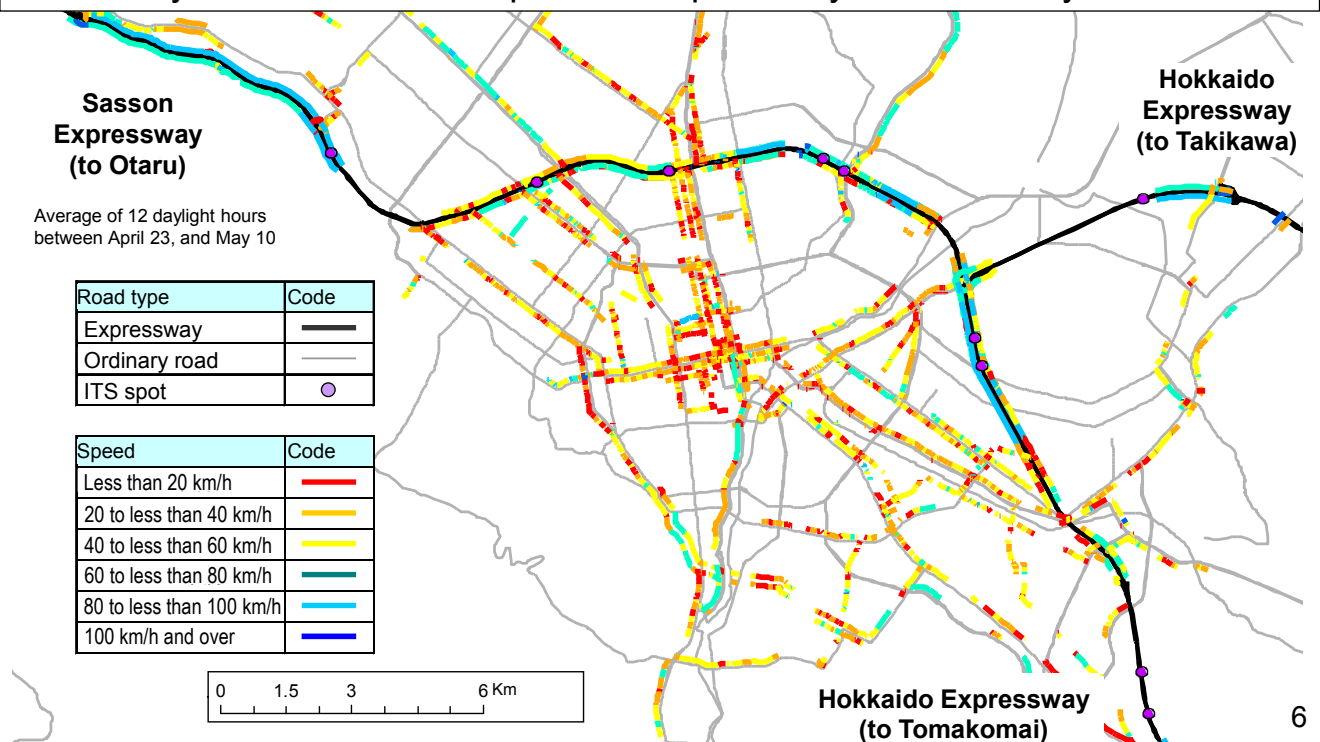 Sasson
Expressway
(to Otaru)
Hokkaido
Expressway
(to Takikawa)
Average of 12 daylight hours
between April 23, and May 10
Road type Code
Expressway
Ordinary road
ITS spot
Speed Code
Less than 20 km/h
20 to less than 40 km/h
40 to less than 60 km/h
60 to less than 80 km/h
80 to less than 100 km/h
100 km/h and over
0 1.5 3 6 Km
Hokkaido Expressway
(to Tomakomai)
6